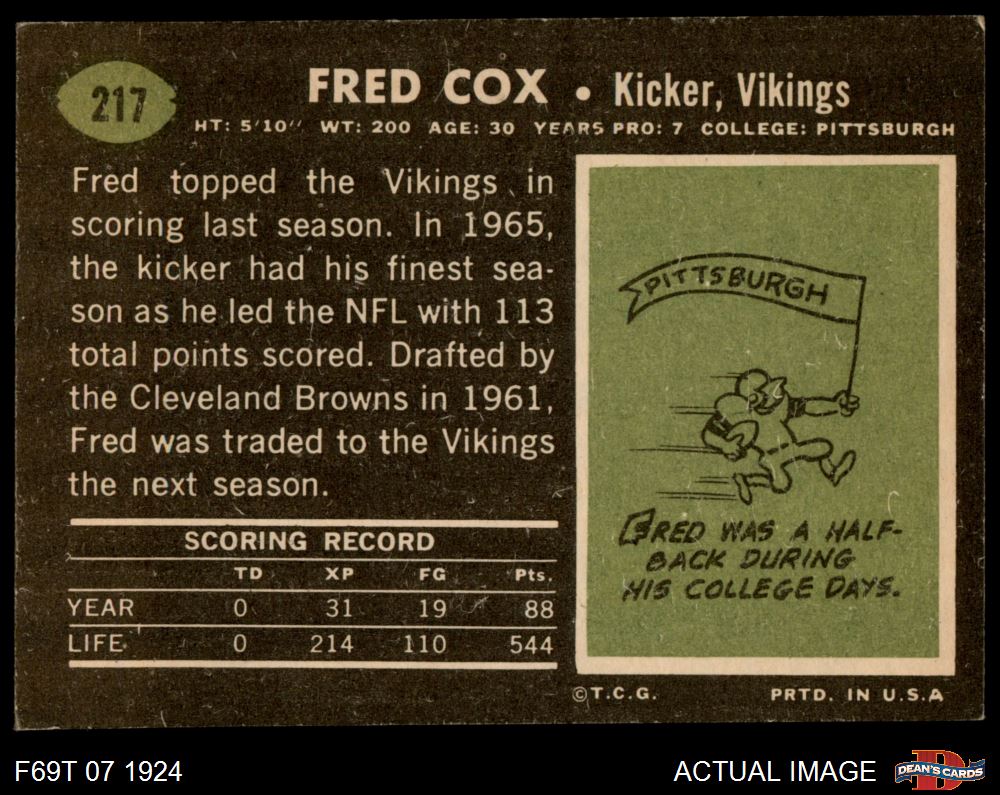 217
FRED COX • Kicker, Vikings
HT: 5'10" WT: 200 AGE: 30 YEARS PRO: 7 COLLEGE: PITTSBURGH
Fred topped the Vikings in
scoring last season. In 1965,
the kicker had his finest sea-
son as he led the NFL with 113
total points scored. Drafted by
the Cleveland Browns in 1961,
Fred was traded to the Vikings
the next season.
SCORING RECORD
TD XP FG Pts.
YEAR 0 31 19 88
LIFE 0 214 110 544
PITTSBURGH
FRED WAS A HALF-
BACK DURING
HIS COLLEGE DAYS.
©T.C.G. PRTD. IN U.S.A
F69T 07 1924
ACTUAL IMAGE
D
DEAN'S CARDS